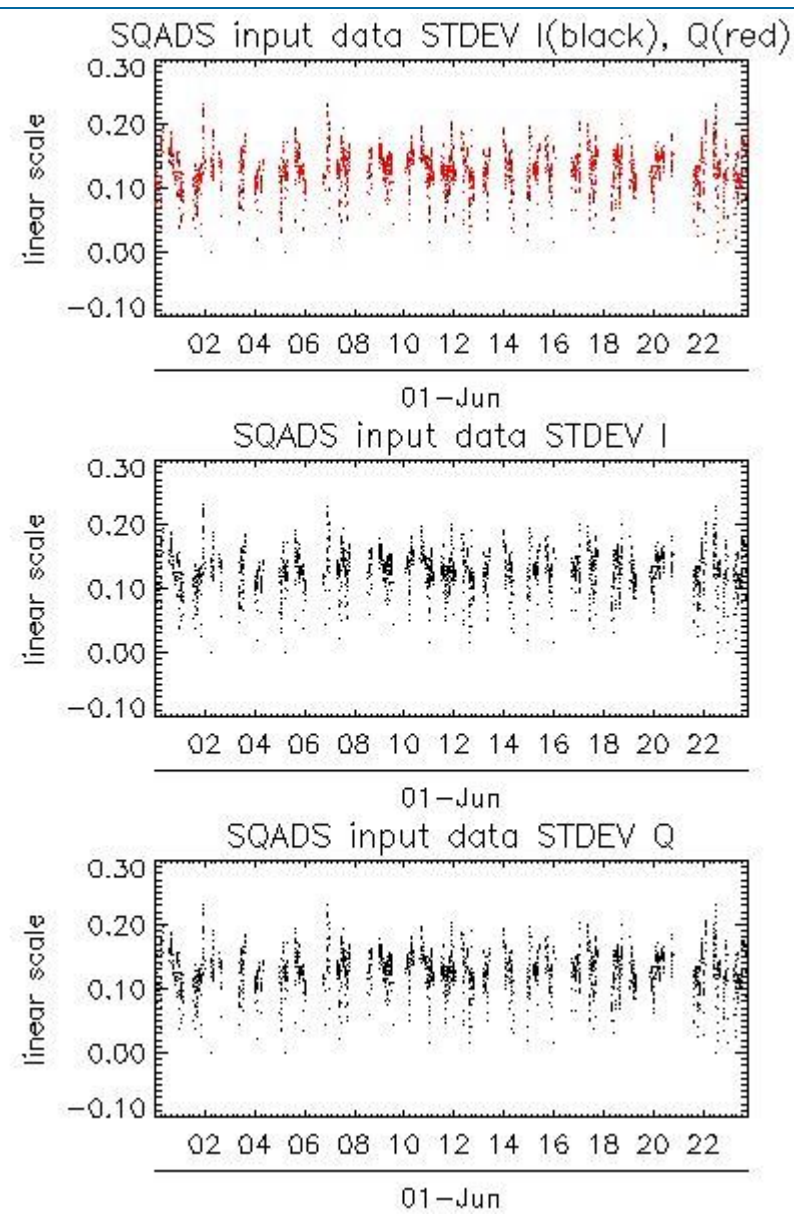 SQADS input data STDEV I(black), Q(red)
0.30
0.20
0.10
0.00
−0.10
linear scale
02 04 06 08 10 12 14 16 18 20 22
01−Jun
SQADS input data STDEV I
0.30
0.20
0.10
0.00
−0.10
linear scale
02 04 06 08 10 12 14 16 18 20 22
01−Jun
SQADS input data STDEV Q
0.30
0.20
0.10
0.00
−0.10
linear scale
02 04 06 08 10 12 14 16 18 20 22
01−Jun